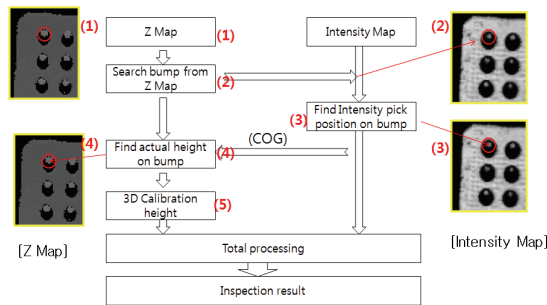 (1)
Z Map
(1)
Intensity Map
(2)
Search bump from
Z Map
(2)
(3)
Find Intensity pick
position on bump
(COG)
(4)
Find actual height
on bump
(4)
(3)
3D Calibration
height
(5)
[Z Map]
[Intensity Map]
Total processing
Inspection result